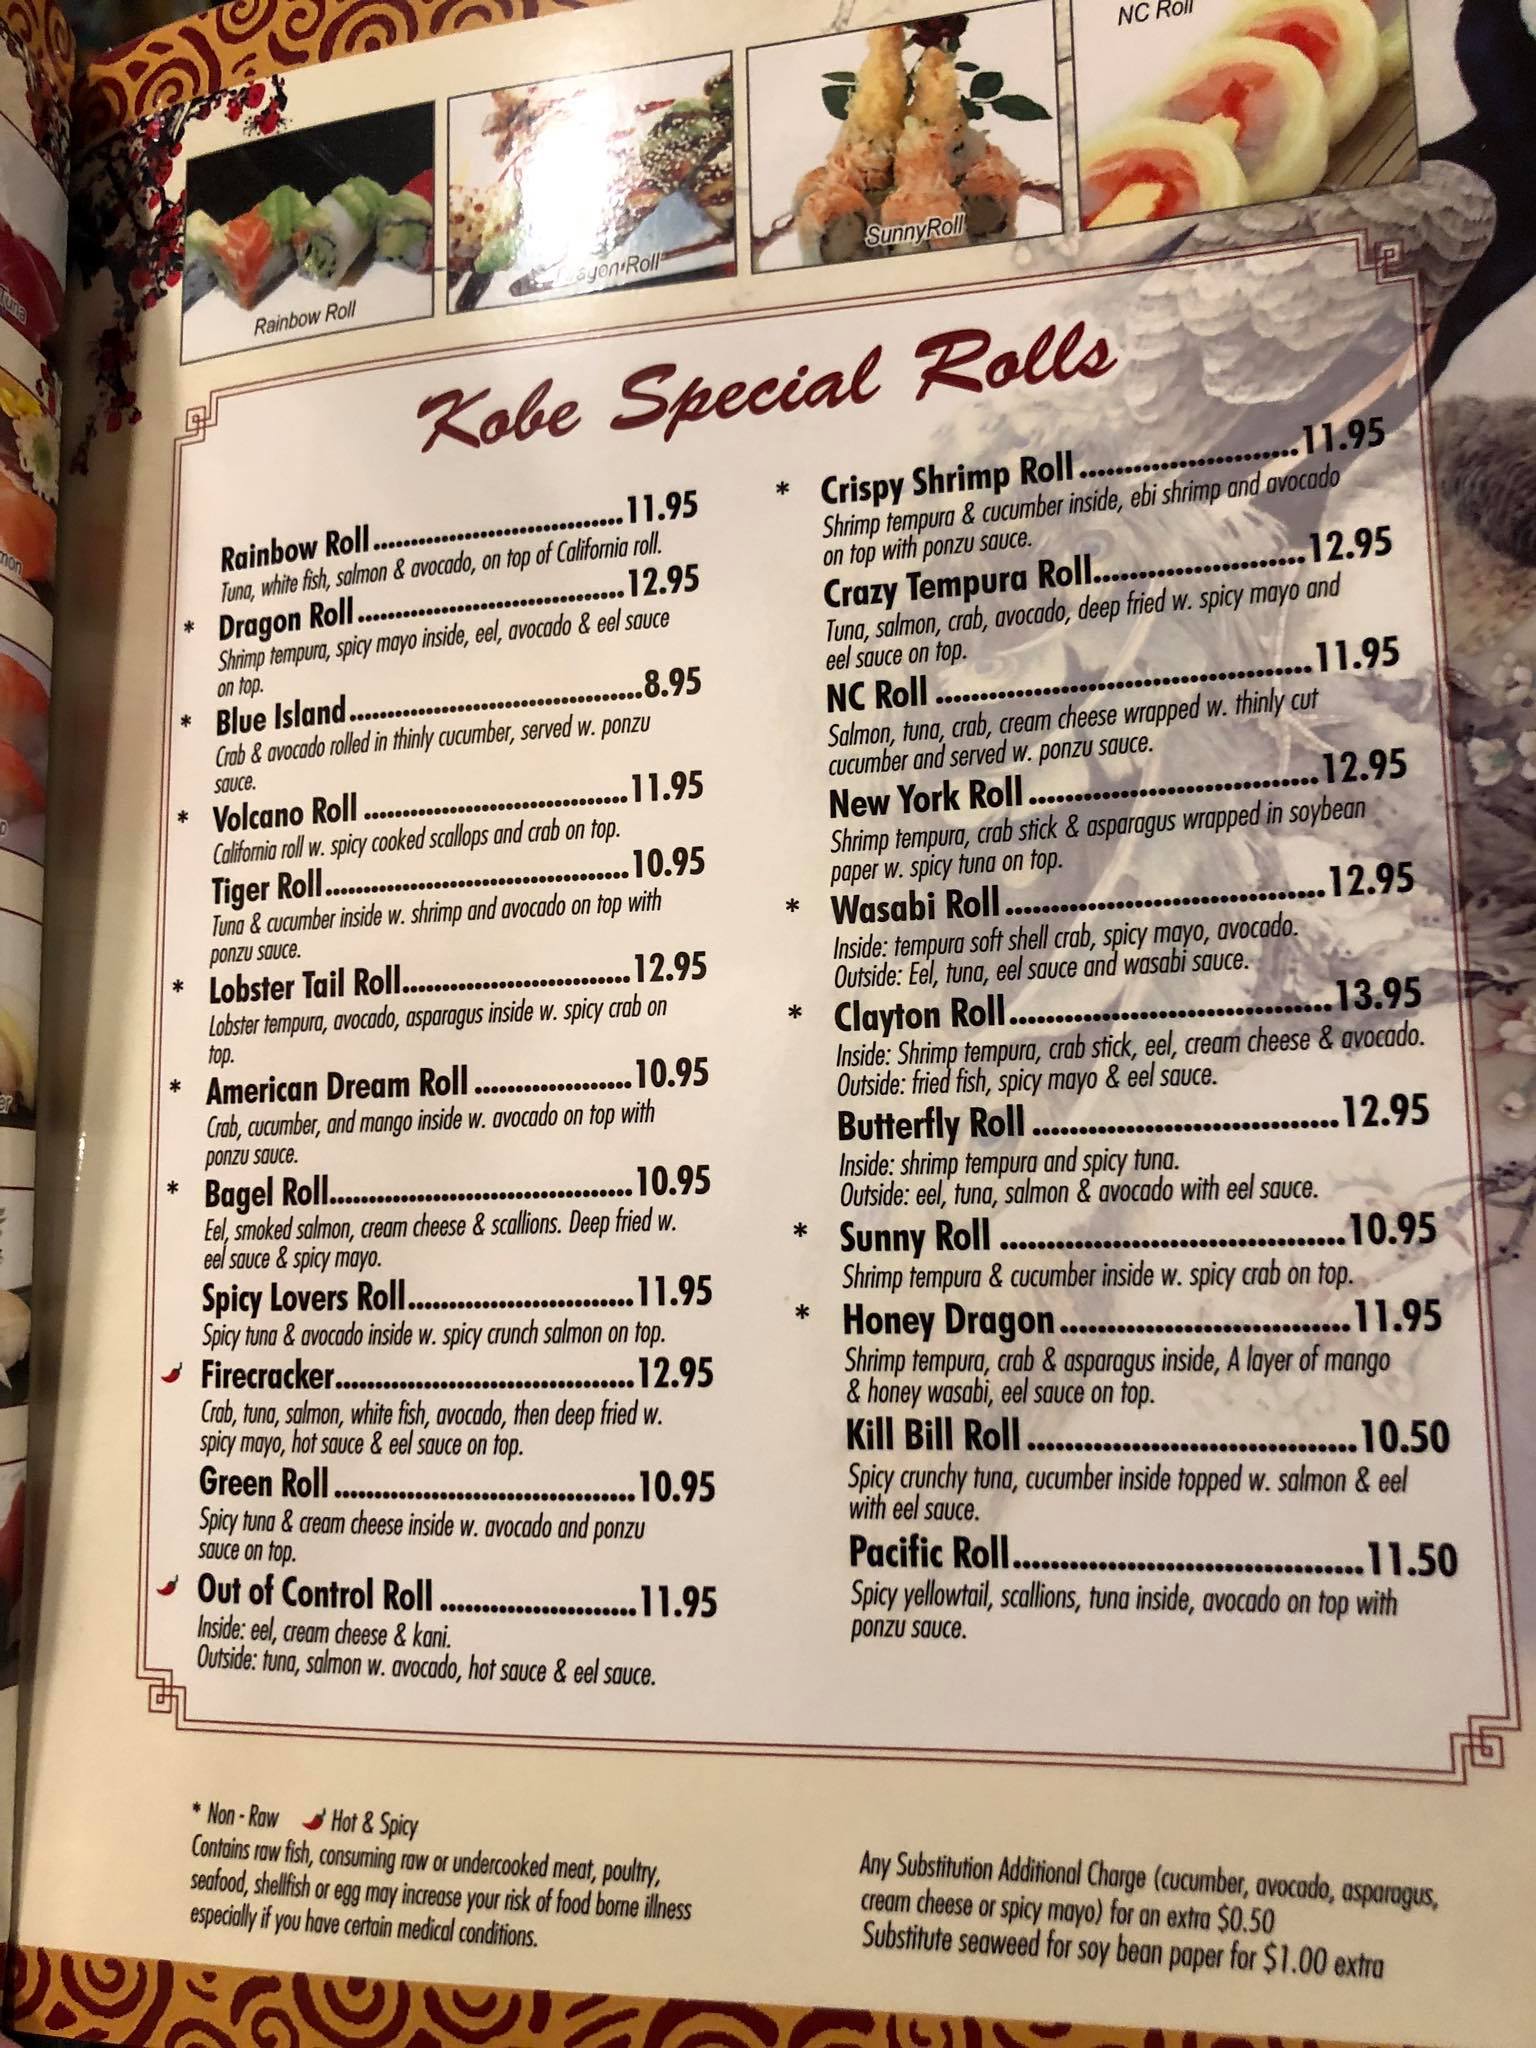 NC Roll
SunnyRoll
Roll
Rainbow Roll
Tuna
Kobe Special Rolls
Rainbow Roll....................11.95
Tuna, white fish, salmon & avocado, on top of California roll.
* Dragon Roll....................12.95
Shrimp tempura, spicy mayo inside, eel, avocado & eel sauce
on top.
* Blue Island....................8.95
Crab & avocado rolled in thinly cucumber, served w. ponzu
sauce.
* Volcano Roll....................11.95
California roll w. spicy cooked scallops and crab on top.
Tiger Roll....................10.95
Tuna & cucumber inside w. shrimp and avocado on top with
ponzu sauce.
* Lobster Tail Roll....................12.95
Lobster tempura, avocado, asparagus inside w. spicy crab on
top.
* American Dream Roll....................10.95
Crab, cucumber, and mango inside w. avocado on top with
ponzu sauce.
* Bagel Roll....................10.95
Eel, smoked salmon, cream cheese & scallions. Deep fried w.
eel sauce & spicy mayo.
Spicy Lovers Roll....................11.95
Spicy tuna & avocado inside w. spicy crunch salmon on top.
Firecracker....................12.95
Crab, tuna, salmon, white fish, avocado, then deep fried w.
spicy mayo, hot sauce & eel sauce on top.
Green Roll....................10.95
Spicy tuna & cream cheese inside w. avocado and ponzu
sauce on top.
Out of Control Roll....................11.95
Inside: eel, cream cheese & kani.
Outside: tuna, salmon w. avocado, hot sauce & eel sauce.
* Crispy Shrimp Roll....................11.95
Shrimp tempura & cucumber inside, ebi shrimp and avocado
on top with ponzu sauce.
Crazy Tempura Roll....................12.95
Tuna, salmon, crab, avocado, deep fried w. spicy mayo and
eel sauce on top.
NC Roll....................11.95
Salmon, tuna, crab, cream cheese wrapped w. thinly cut
cucumber and served w. ponzu sauce.
New York Roll....................12.95
Shrimp tempura, crab stick & asparagus wrapped in soybean
paper w. spicy tuna on top.
* Wasabi Roll....................12.95
Inside: tempura soft shell crab, spicy mayo, avocado.
Outside: Eel, tuna, eel sauce and wasabi sauce.
* Clayton Roll....................13.95
Inside: Shrimp tempura, crab stick, eel, cream cheese & avocado.
Outside: fried fish, spicy mayo & eel sauce.
Butterfly Roll....................12.95
Inside: shrimp tempura and spicy tuna.
Outside: eel, tuna, salmon & avocado with eel sauce.
* Sunny Roll....................10.95
Shrimp tempura & cucumber inside w. spicy crab on top.
* Honey Dragon....................11.95
Shrimp tempura, crab & asparagus inside, A layer of mango
& honey wasabi, eel sauce on top.
Kill Bill Roll....................10.50
Spicy crunchy tuna, cucumber inside topped w. salmon & eel
with eel sauce.
Pacific Roll....................11.50
Spicy yellowtail, scallions, tuna inside, avocado on top with
ponzu sauce.
* Non - Raw Hot & Spicy
Contains raw fish, consuming raw or undercooked meat, poultry,
seafood, shellfish or egg may increase your risk of food borne illness
especially if you have certain medical conditions.
Any Substitution Additional Charge (cucumber, avocado, asparagus,
cream cheese or spicy mayo) for an extra $0.50
Substitute seaweed for soy bean paper for $1.00 extra